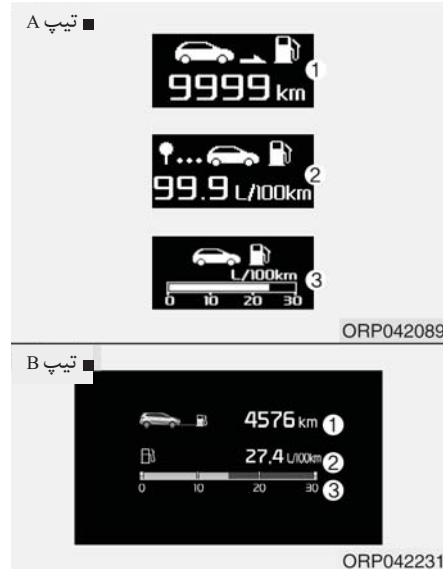 ■ تیپ A
①
9999 km
99.9 L/100km ②
L/100km
③
0 10 20 30
ORP042089
■ تیپ B
4576 km ①
27.4 L/100km ②
0 10 20 30 ③
ORP042231